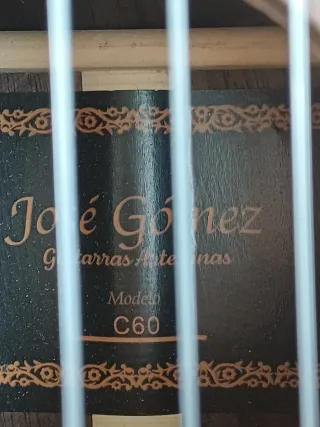 José Gómez
Guitarras Artesanas
Modelo
C60